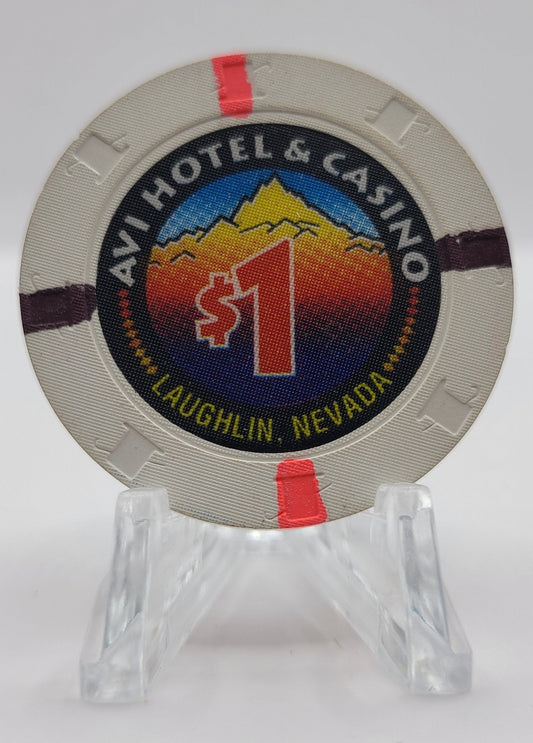 AVI HOTEL & CASINO
$1
LAUGHLIN, NEVADA